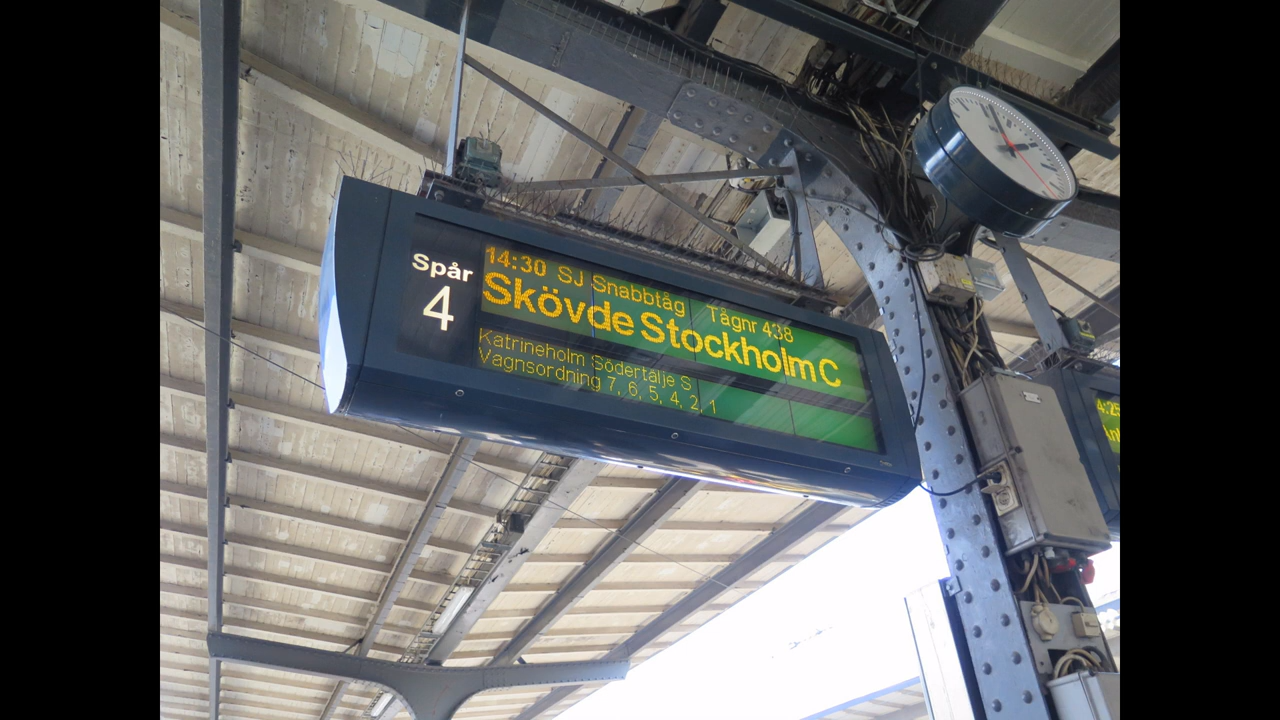 Spår
4
14:30 SJ Snabbtåg Tågnr 438
Skövde Stockholm C
Katrineholm Södertälje S
Vagnsordning 7, 6, 5, 4, 2, 1